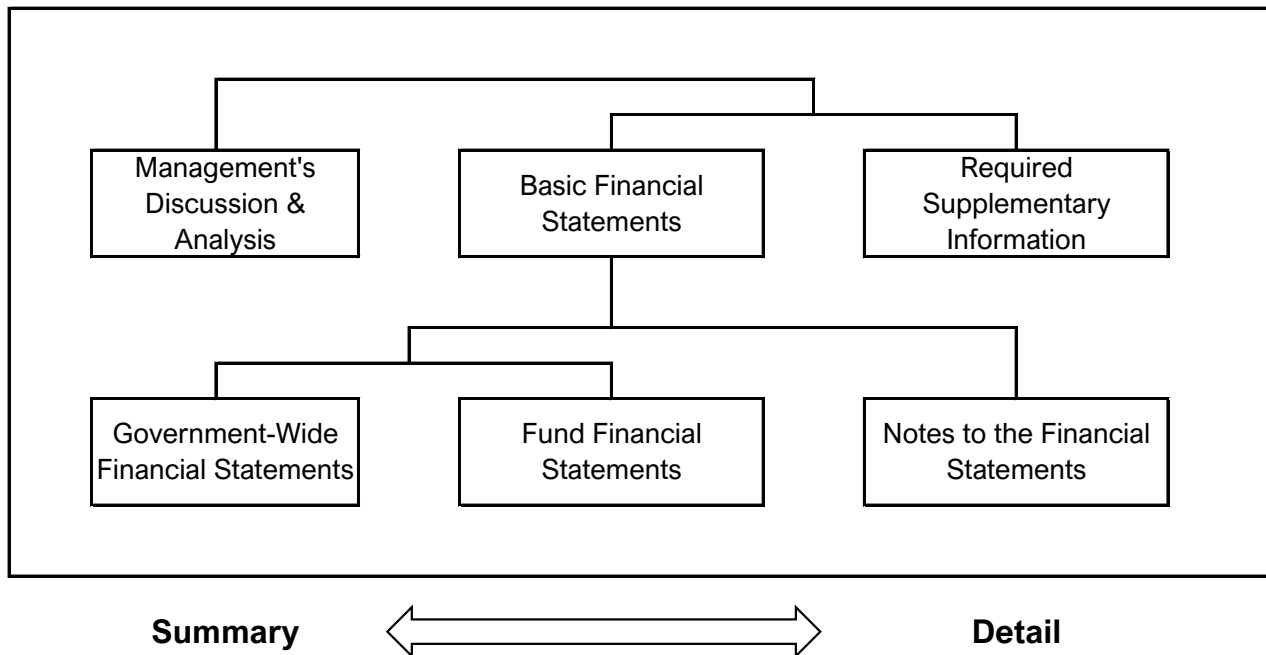 Management's
Discussion &
Analysis
Basic Financial
Statements
Required
Supplementary
Information
Government-Wide
Financial Statements
Fund Financial
Statements
Notes to the Financial
Statements
Summary
Detail